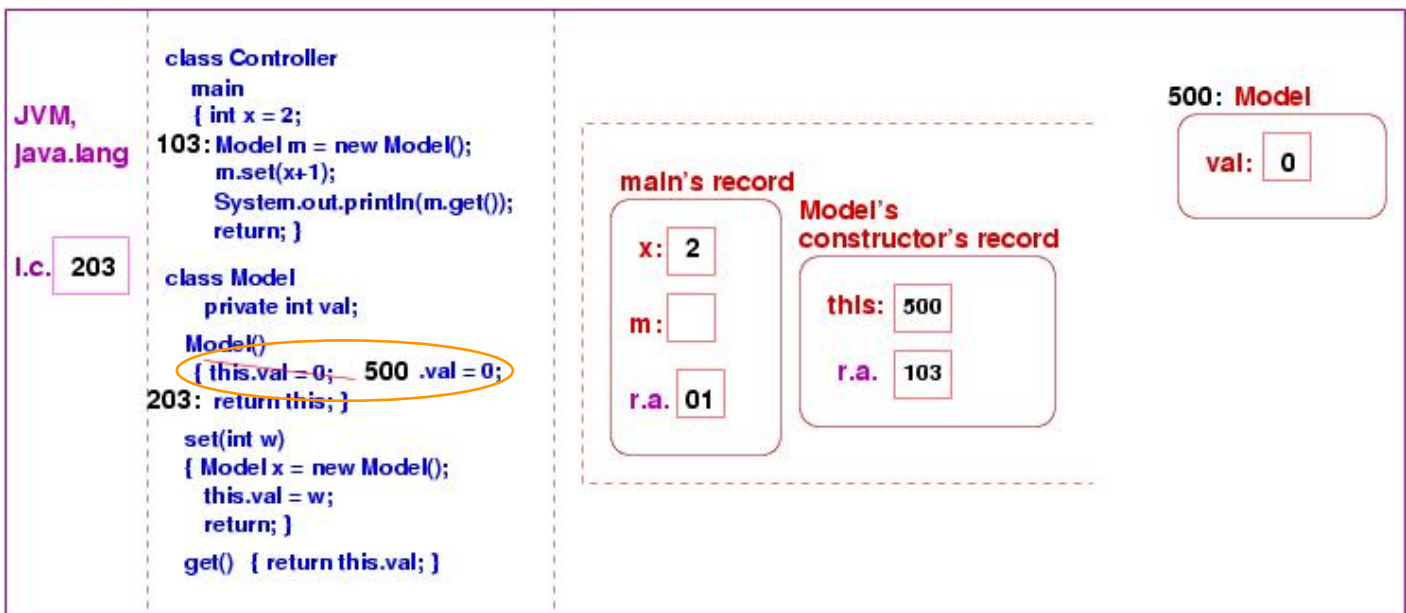 JVM,
java.lang
l.c. 203
class Controller
main
{ int x = 2;
103: Model m = new Model();
m.set(x+1);
System.out.println(m.get());
return; }
class Model
private int val;
Model()
{ this.val = 0; 500 .val = 0;
203: return this; }
set(int w)
{ Model x = new Model();
this.val = w;
return; }
get() { return this.val; }
main's record
x: 2
m:
r.a. 01
Model's
constructor's record
this: 500
r.a. 103
500: Model
val: 0